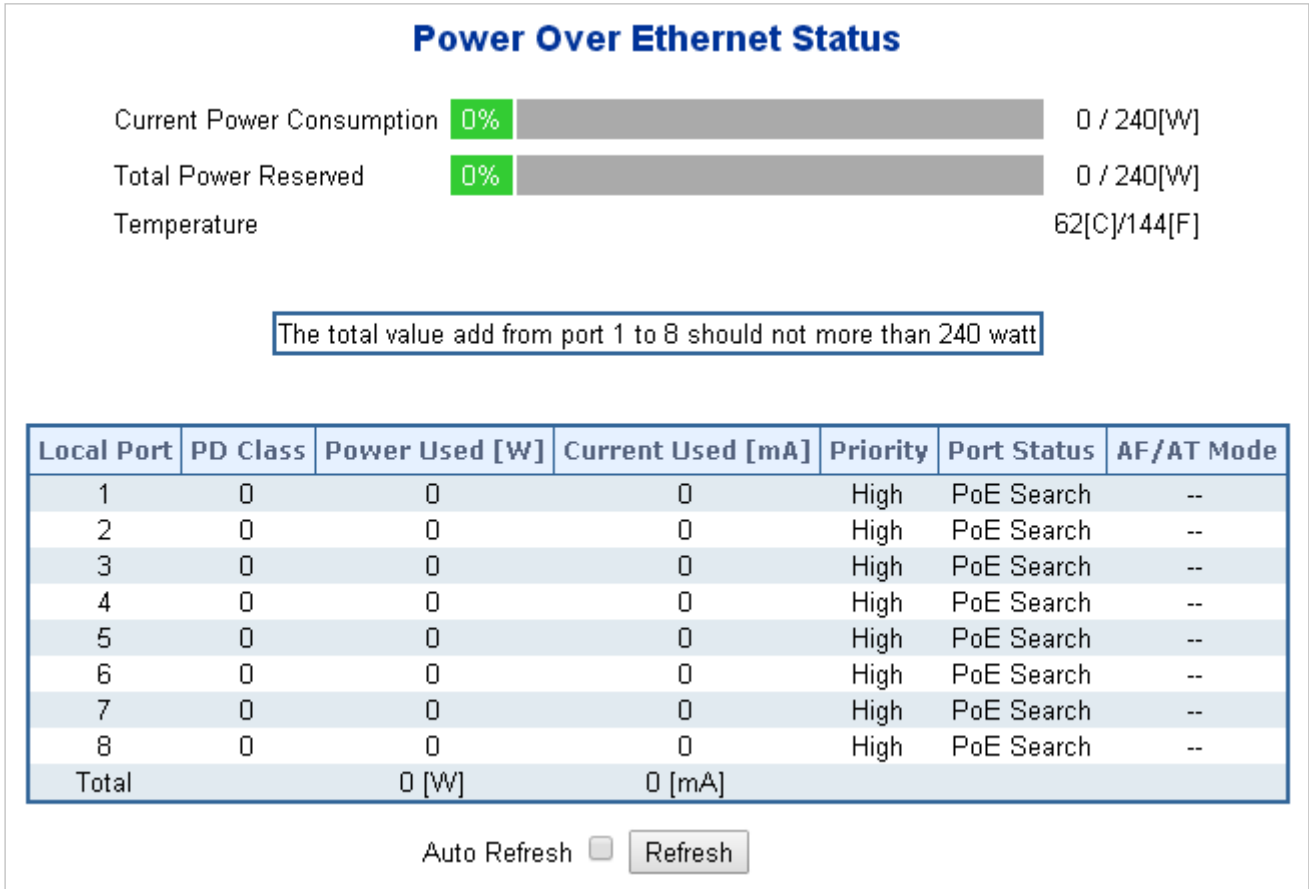 Power Over Ethernet Status
Current Power Consumption 0% 0 / 240[W]
Total Power Reserved 0% 0 / 240[W]
Temperature 62[C]/144[F]
The total value add from port 1 to 8 should not more than 240 watt
Local Port PD Class Power Used [W] Current Used [mA] Priority Port Status AF/AT Mode
1 0 0 0 High PoE Search --
2 0 0 0 High PoE Search --
3 0 0 0 High PoE Search --
4 0 0 0 High PoE Search --
5 0 0 0 High PoE Search --
6 0 0 0 High PoE Search --
7 0 0 0 High PoE Search --
8 0 0 0 High PoE Search --
Total 0 [W] 0 [mA]
Auto Refresh Refresh